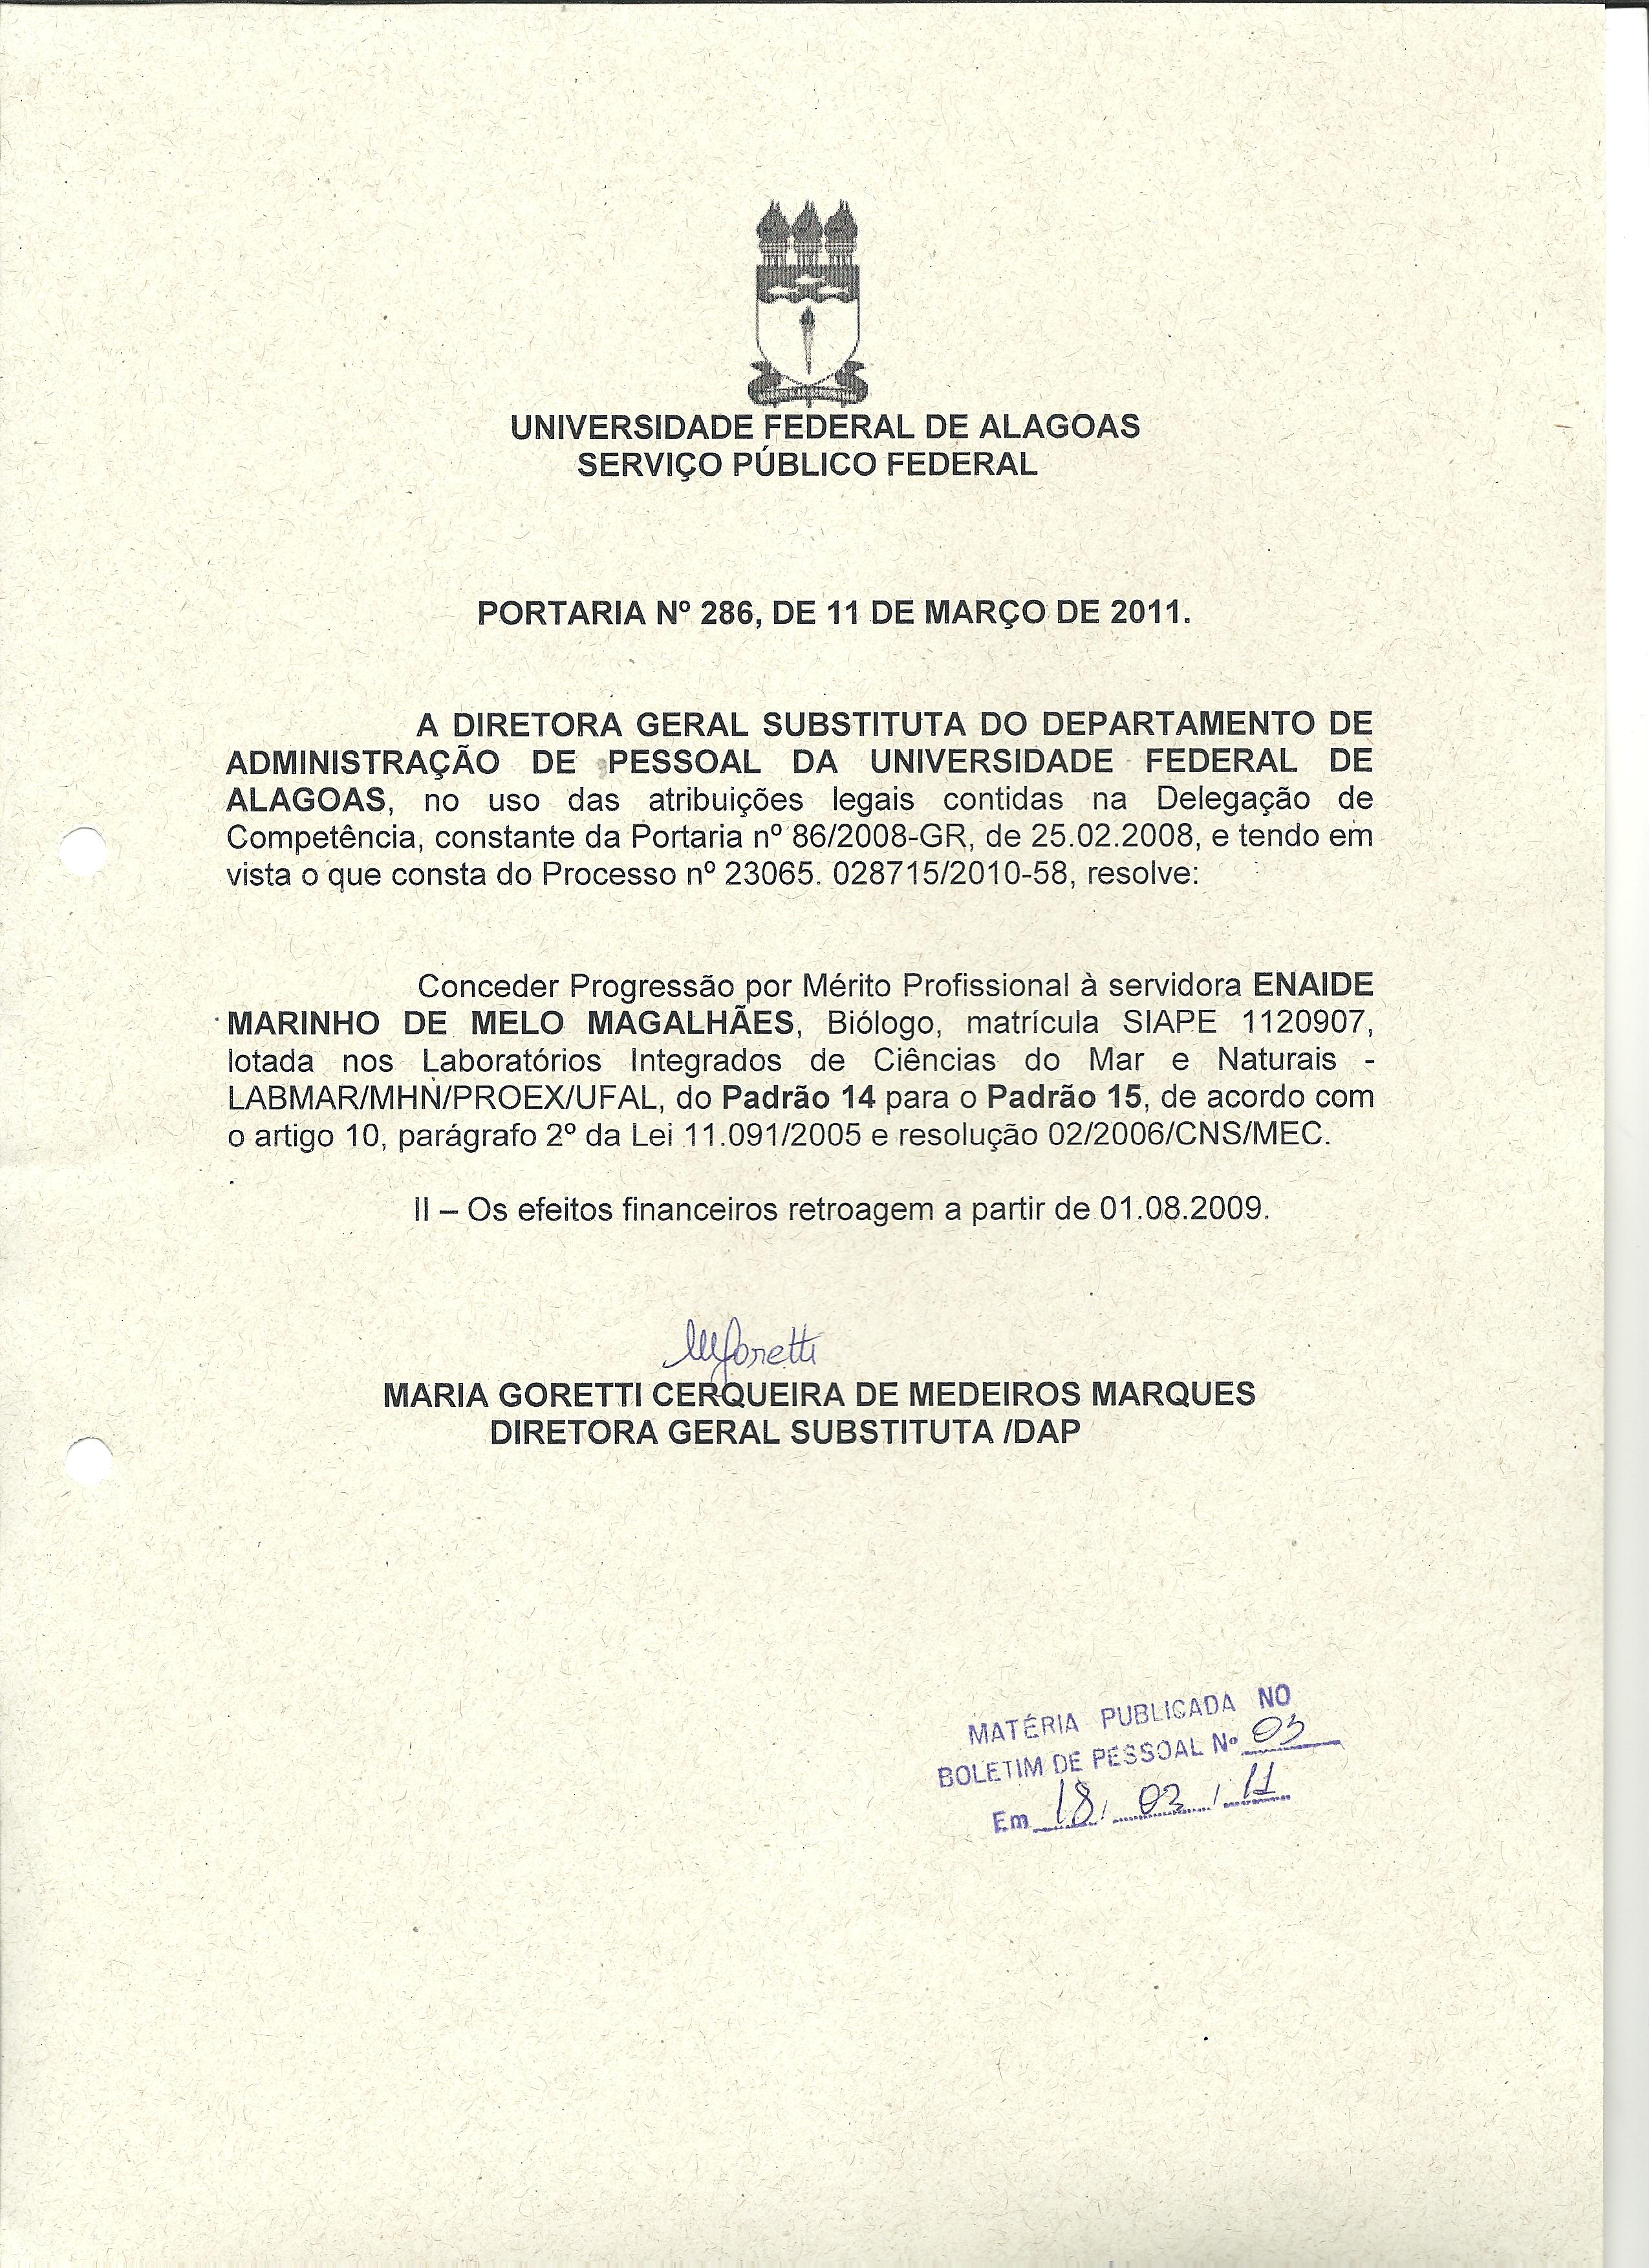 UNIVERSIDADE FEDERAL DE ALAGOAS
SERVIÇO PÚBLICO FEDERAL
PORTARIA Nº 286, DE 11 DE MARÇO DE 2011.
A DIRETORA GERAL SUBSTITUTA DO DEPARTAMENTO DE
ADMINISTRAÇÃO DE PESSOAL DA UNIVERSIDADE FEDERAL DE
ALAGOAS, no uso das atribuições legais contidas na Delegação de
Competência, constante da Portaria nº 86/2008-GR, de 25.02.2008, e tendo em
vista o que consta do Processo nº 23065. 028715/2010-58, resolve:
Conceder Progressão por Mérito Profissional à servidora ENAIDE
MARINHO DE MELO MAGALHÃES, Biólogo, matrícula SIAPE 1120907,
lotada nos Laboratórios Integrados de Ciências do Mar e Naturais -
LABMAR/MHN/PROEX/UFAL, do Padrão 14 para o Padrão 15, de acordo com
o artigo 10, parágrafo 2º da Lei 11.091/2005 e resolução 02/2006/CNS/MEC.
II – Os efeitos financeiros retroagem a partir de 01.08.2009.
MGoretti
MARIA GORETTI CERQUEIRA DE MEDEIROS MARQUES
DIRETORA GERAL SUBSTITUTA /DAP
MATÉRIA PUBLICADA NO
BOLETIM DE PESSOAL Nº 03
Em 18 / 03 / 11